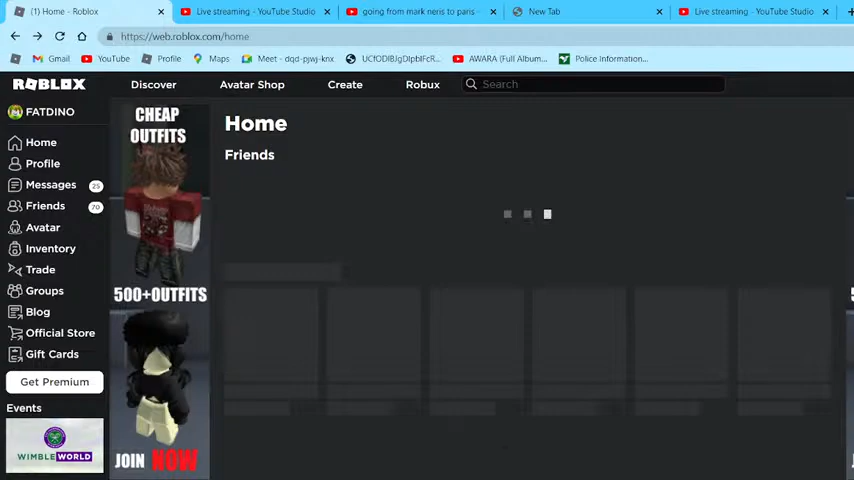 (1) Home - Roblox
Live streaming - YouTube Studio
going from mark neris to paris -
New Tab
Live streaming - YouTube Studio
https://web.roblox.com/home
Gmail
YouTube
Profile
Maps
Meet - dqd-pjwj-knx
AWARA (Full Album...
Police Information...
ROBLOX
Discover
Avatar Shop
Create
Robux
Search
FATDINO
Home
Profile
Messages 25
Friends 70
Avatar
Inventory
Trade
Groups
Blog
Official Store
Gift Cards
Get Premium
Events
WIMBLEWORLD
CHEAP
OUTFITS
500+OUTFITS
JOIN NOW
Home
Friends